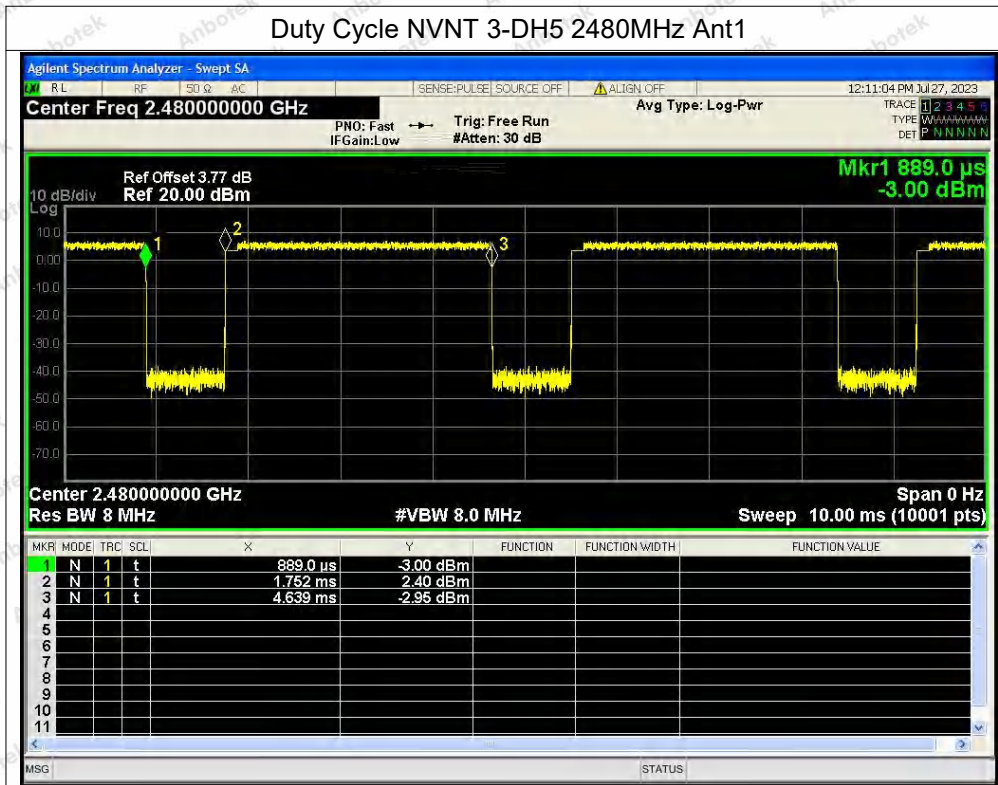 Duty Cycle NVNT 3-DH5 2480MHz Ant1
Agilent Spectrum Analyzer - Swept SA
LXI RL RF 50 Ω AC SENSE:PULSE SOURCE OFF ALIGN OFF 12:11:04 PM Jul 27, 2023
Center Freq 2.480000000 GHz Avg Type: Log-Pwr TRACE 1 2 3 4 5 6
PNO: Fast Trig: Free Run TYPE WWWWWW
IFGain:Low #Atten: 30 dB DET P N N N N N
Mkr1 889.0 µs
Ref Offset 3.77 dB
10 dB/div Ref 20.00 dBm -3.00 dBm
Log
10.0
0.00
-10.0
-20.0
-30.0
-40.0
-50.0
-60.0
-70.0
1
2
3
Center 2.480000000 GHz Span 0 Hz
Res BW 8 MHz #VBW 8.0 MHz Sweep 10.00 ms (10001 pts)
MKR MODE TRC SCL X Y FUNCTION FUNCTION WIDTH FUNCTION VALUE
1 N 1 t 889.0 µs -3.00 dBm
2 N 1 t 1.752 ms 2.40 dBm
3 N 1 t 4.639 ms -2.95 dBm
4
5
6
7
8
9
10
11
MSG STATUS
Anbotek